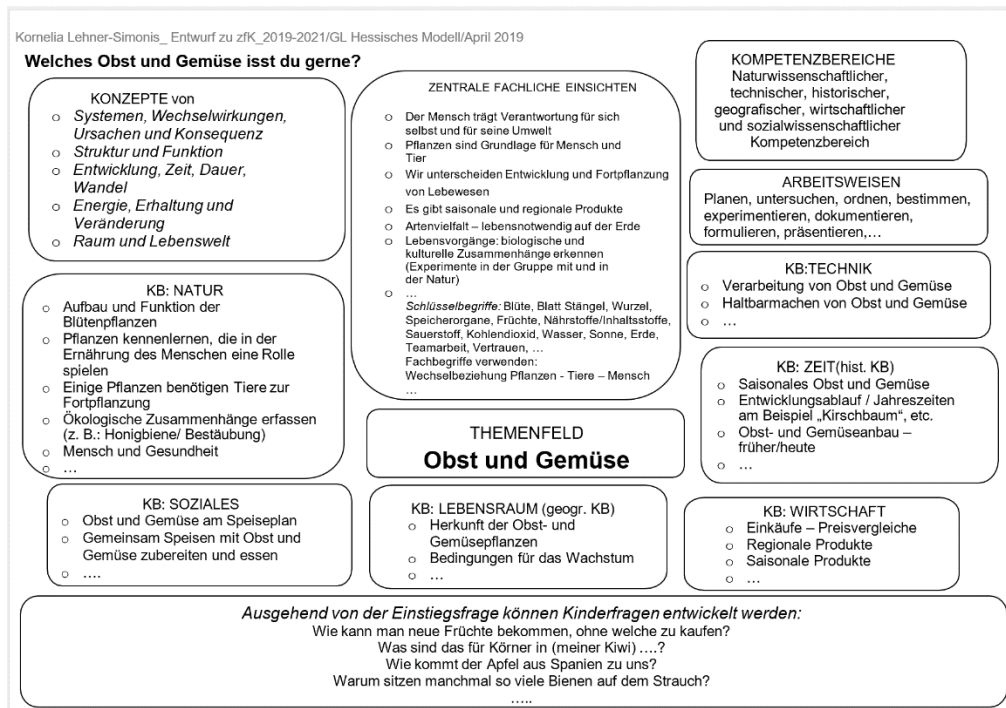 Kornelia Lehner-Simonis_ Entwurf zu zfK_2019-2021/GL Hessisches Modell/April 2019
Welches Obst und Gemüse isst du gerne?
KONZEPTE von
o Systemen, Wechselwirkungen,
Ursachen und Konsequenz
o Struktur und Funktion
o Entwicklung, Zeit, Dauer,
Wandel
o Energie, Erhaltung und
Veränderung
o Raum und Lebenswelt
ZENTRALE FACHLICHE EINSICHTEN
o Der Mensch trägt Verantwortung für sich
selbst und für seine Umwelt
o Pflanzen sind Grundlage für Mensch und
Tier
o Wir unterscheiden Entwicklung und Fortpflanzung
von Lebewesen
o Es gibt saisonale und regionale Produkte
o Artenvielfalt – lebensnotwendig auf der Erde
o Lebensvorgänge: biologische und
kulturelle Zusammenhänge erkennen
(Experimente in der Gruppe mit und in
der Natur)
o …
Schlüsselbegriffe: Blüte, Blatt Stängel, Wurzel,
Speicherorgane, Früchte, Nährstoffe/Inhaltsstoffe,
Sauerstoff, Kohlendioxid, Wasser, Sonne, Erde,
Teamarbeit, Vertrauen, …
Fachbegriffe verwenden:
Wechselbeziehung Pflanzen - Tiere – Mensch
…
KOMPETENZBEREICHE
Naturwissenschaftlicher,
technischer, historischer,
geografischer, wirtschaftlicher
und sozialwissenschaftlicher
Kompetenzbereich
ARBEITSWEISEN
Planen, untersuchen, ordnen, bestimmen,
experimentieren, dokumentieren,
formulieren, präsentieren,…
KB:TECHNIK
o Verarbeitung von Obst und Gemüse
o Haltbarmachen von Obst und Gemüse
o …
KB: NATUR
o Aufbau und Funktion der
Blütenpflanzen
o Pflanzen kennenlernen, die in der
Ernährung des Menschen eine Rolle
spielen
o Einige Pflanzen benötigen Tiere zur
Fortpflanzung
o Ökologische Zusammenhänge erfassen
(z. B.: Honigbiene/ Bestäubung)
o Mensch und Gesundheit
o …
THEMENFELD
Obst und Gemüse
KB: ZEIT(hist. KB)
o Saisonales Obst und Gemüse
o Entwicklungsablauf / Jahreszeiten
am Beispiel „Kirschbaum“, etc.
o Obst- und Gemüseanbau –
früher/heute
o …
KB: SOZIALES
o Obst und Gemüse am Speiseplan
o Gemeinsam Speisen mit Obst und
Gemüse zubereiten und essen
o ….
KB: LEBENSRAUM (geogr. KB)
o Herkunft der Obst- und
Gemüsepflanzen
o Bedingungen für das Wachstum
o …
KB: WIRTSCHAFT
o Einkäufe – Preisvergleiche
o Regionale Produkte
o Saisonale Produkte
o …
Ausgehend von der Einstiegsfrage können Kinderfragen entwickelt werden:
Wie kann man neue Früchte bekommen, ohne welche zu kaufen?
Was sind das für Körner in (meiner Kiwi) ….?
Wie kommt der Apfel aus Spanien zu uns?
Warum sitzen manchmal so viele Bienen auf dem Strauch?
…..